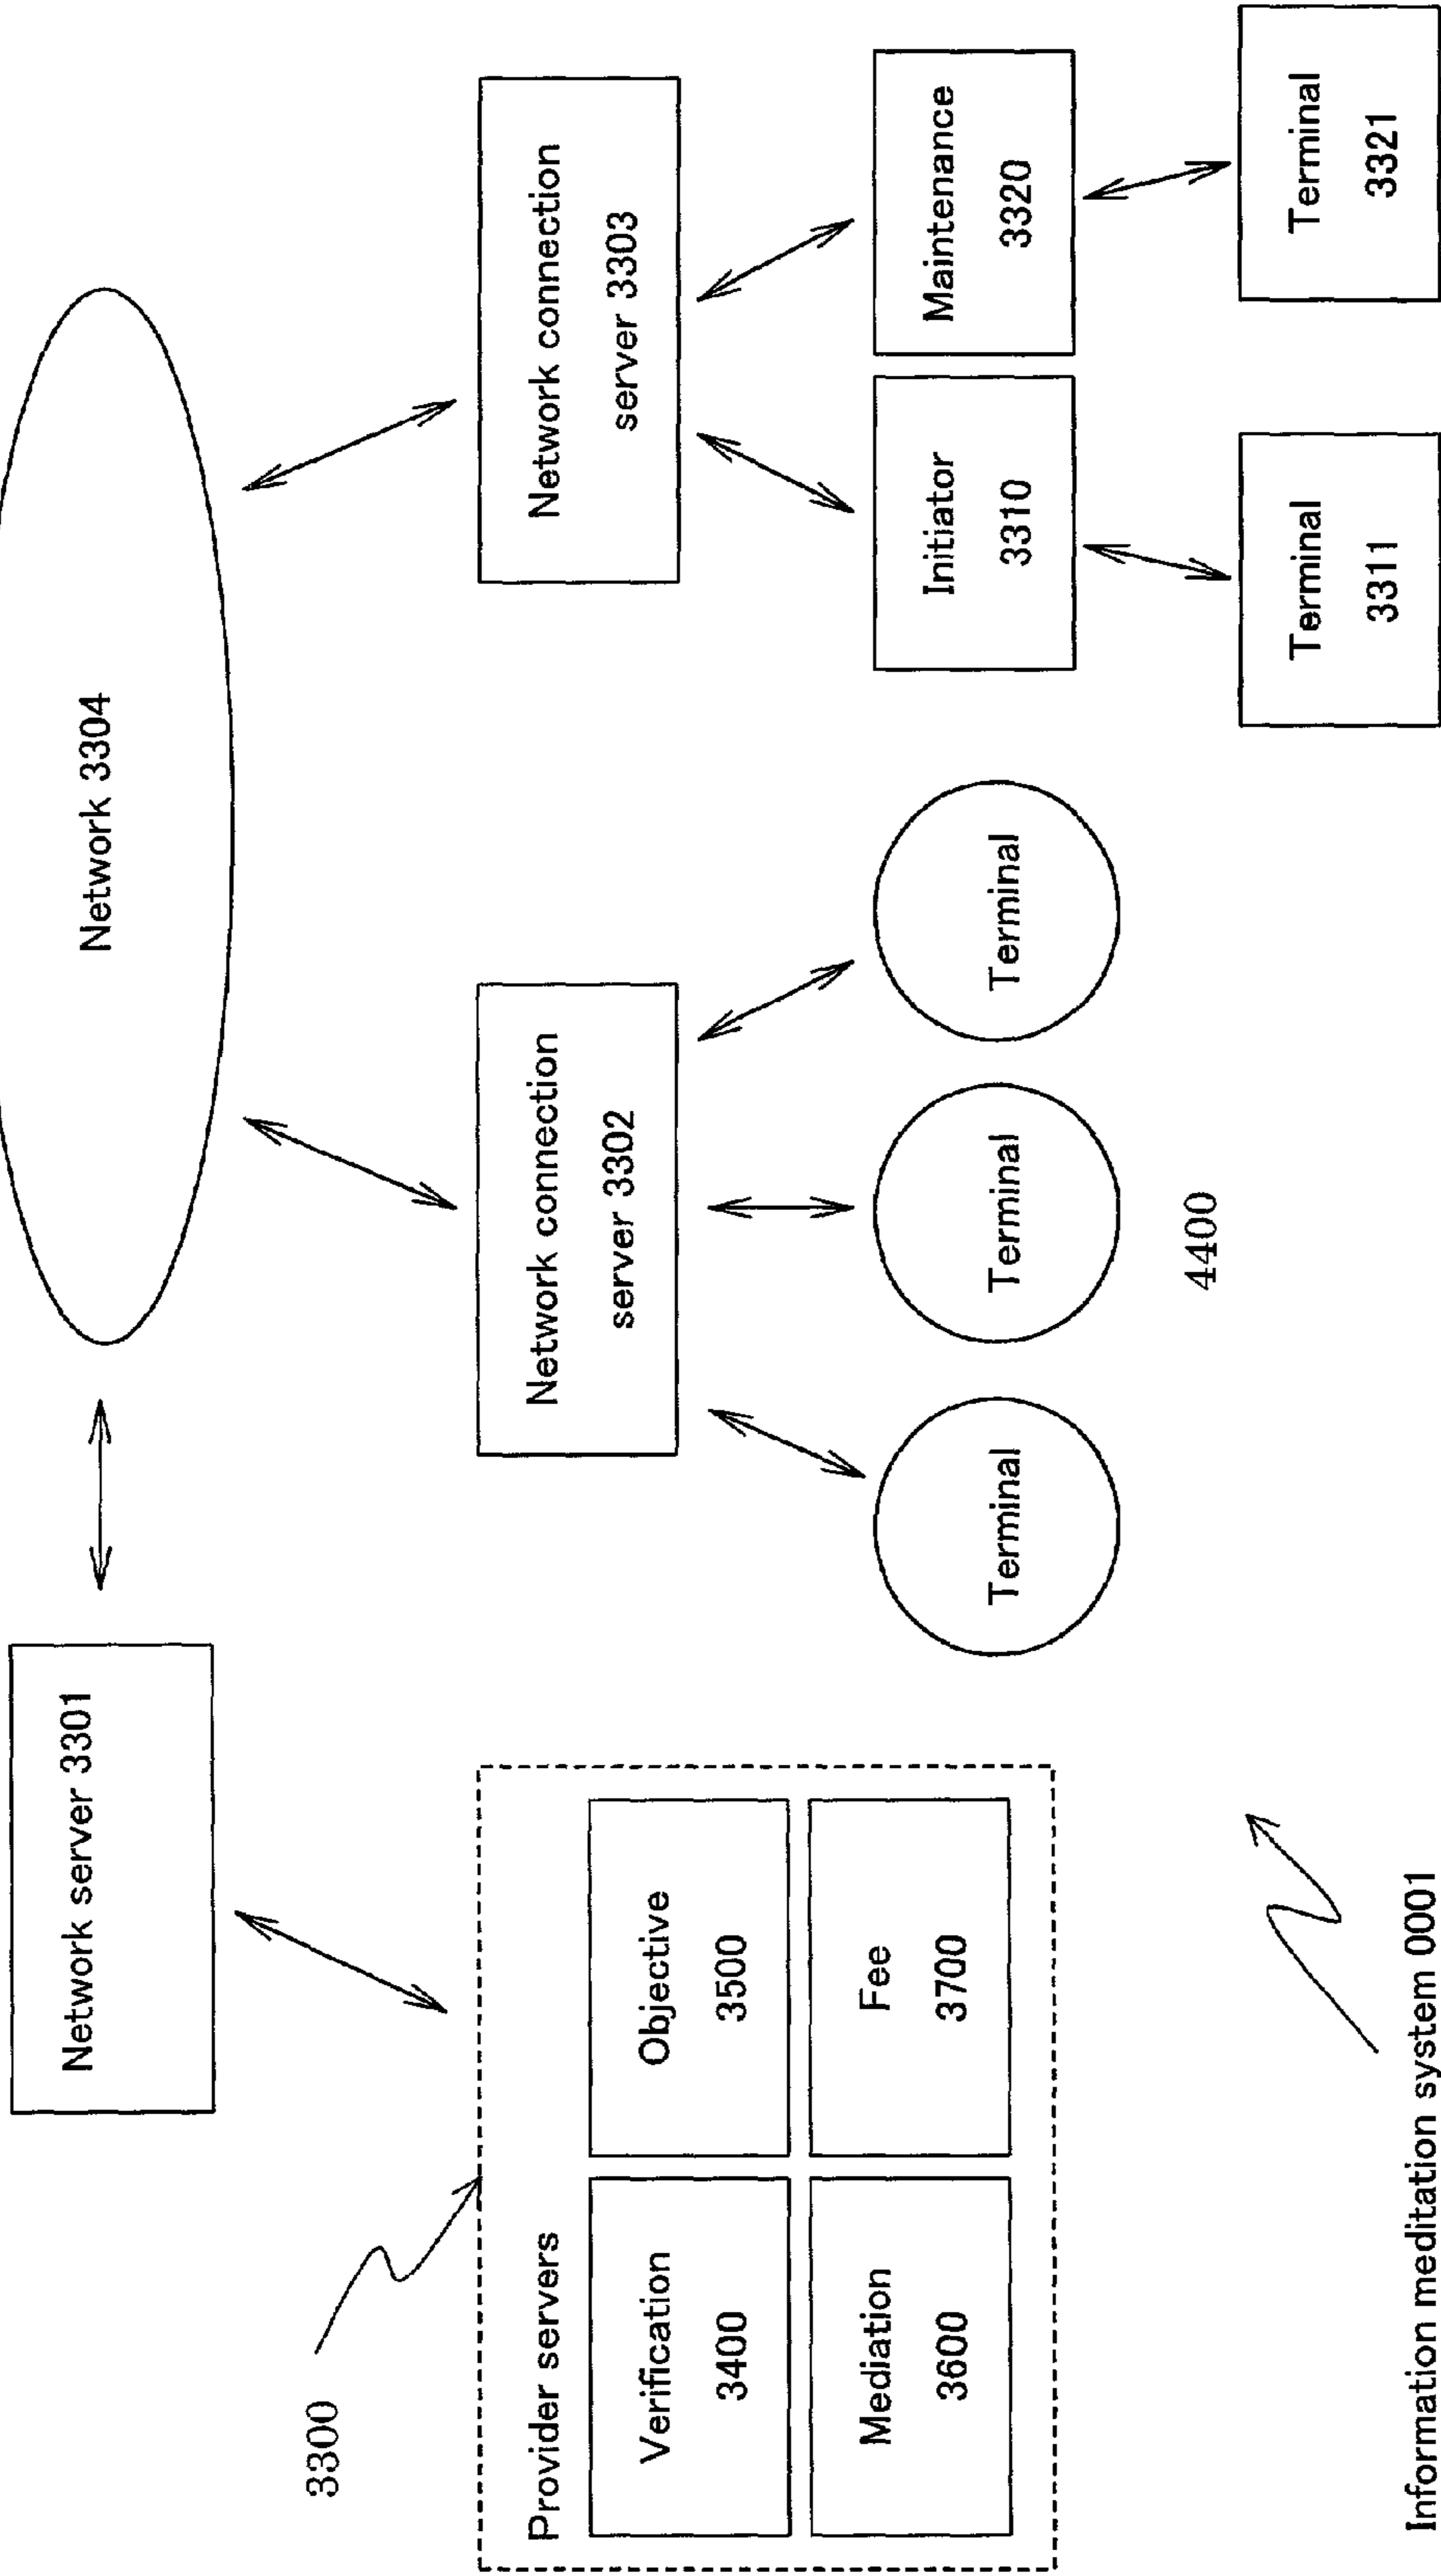 Network server 3301
Network 3304
3300
Provider servers
Verification
3400
Objective
3500
Mediation
3600
Fee
3700
Network connection
server 3302
Network connection
server 3303
Terminal
Terminal
Terminal
4400
Initiator
3310
Maintenance
3320
Terminal
3311
Terminal
3321
Information meditation system 0001